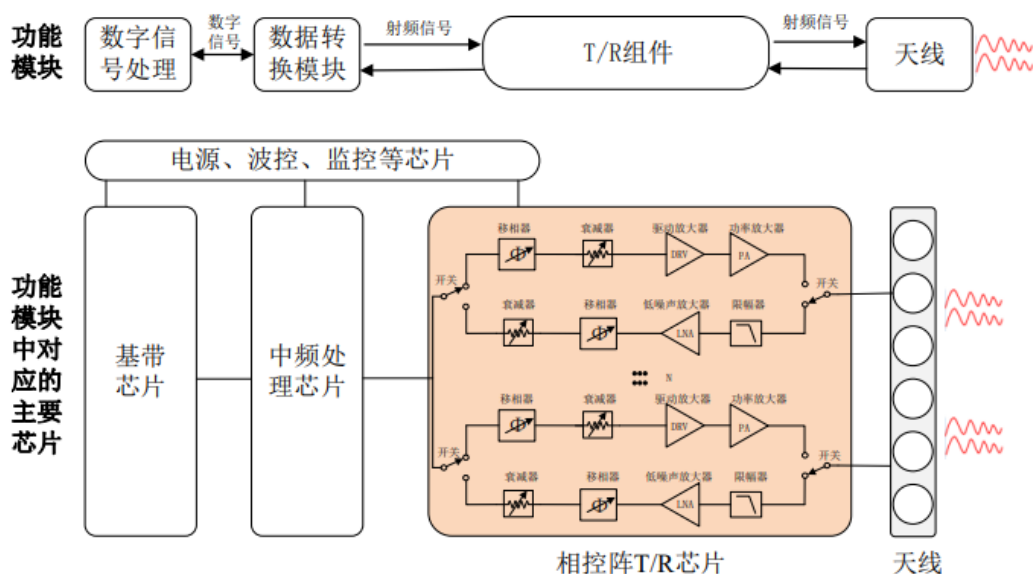 功能
模块
数字信
号处理
数字
信号
数据转
换模块
射频信号
T/R组件
射频信号
天线
电源、波控、监控等芯片
功能
模块
中对
应的
主要
芯片
基带
芯片
中频处
理芯片
移相器
衰减器
驱动放大器
功率放大器
Φ
DRV
PA
开关
开关
衰减器
移相器
低噪声放大器
限幅器
Φ
LNA
N
移相器
衰减器
驱动放大器
功率放大器
Φ
DRV
PA
开关
开关
衰减器
移相器
低噪声放大器
限幅器
Φ
LNA
相控阵T/R芯片
天线